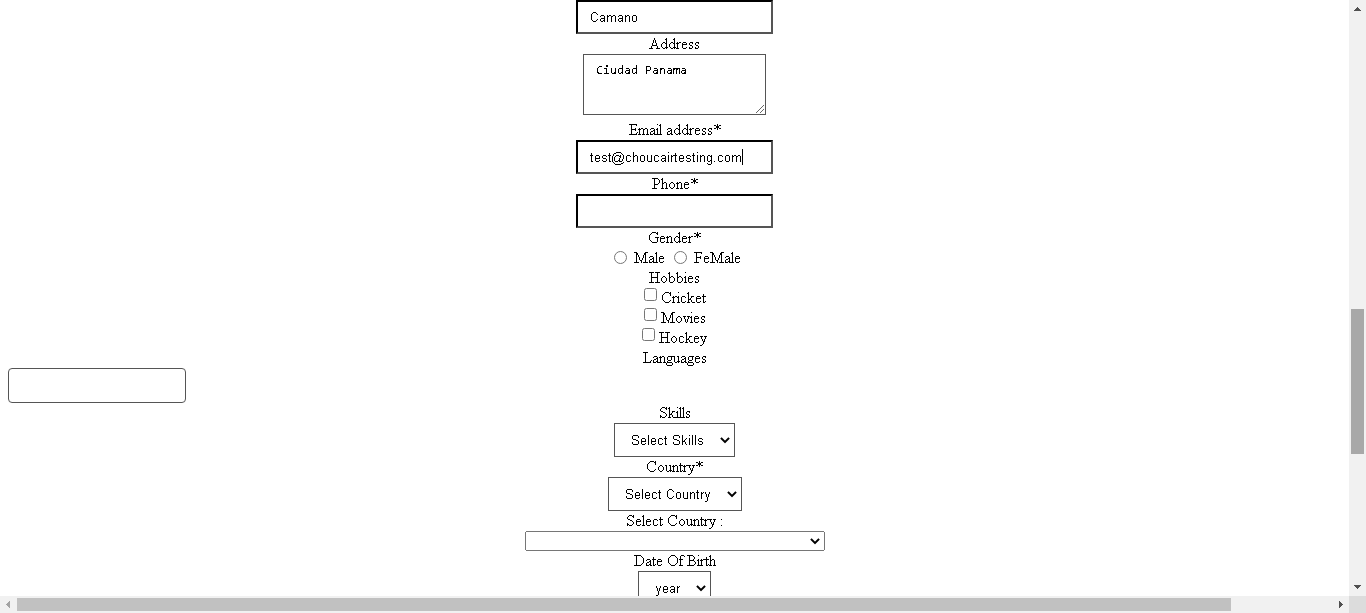 Camano
Address
Ciudad Panama
Email address*
test@choucairtesting.com
Phone*
Gender*
Male FeMale
Hobbies
Cricket
Movies
Hockey
Languages
Skills
Select Skills
Country*
Select Country
Select Country :
Date Of Birth
year